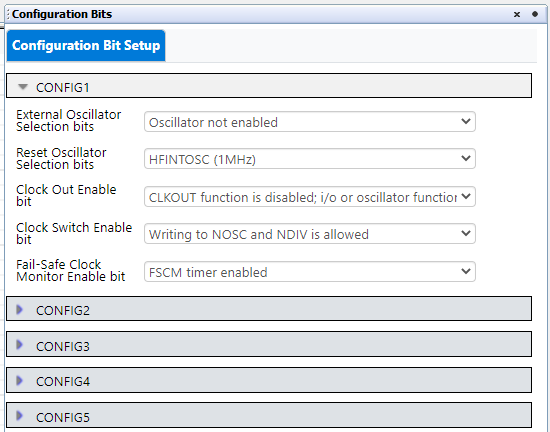 Configuration Bits
Configuration Bit Setup
CONFIG1
External Oscillator
Selection bits
Oscillator not enabled
Reset Oscillator
Selection bits
HFINTOSC (1MHz)
Clock Out Enable
bit
CLKOUT function is disabled; i/o or oscillator function
Clock Switch Enable
bit
Writing to NOSC and NDIV is allowed
Fail-Safe Clock
Monitor Enable bit
FSCM timer enabled
CONFIG2
CONFIG3
CONFIG4
CONFIG5